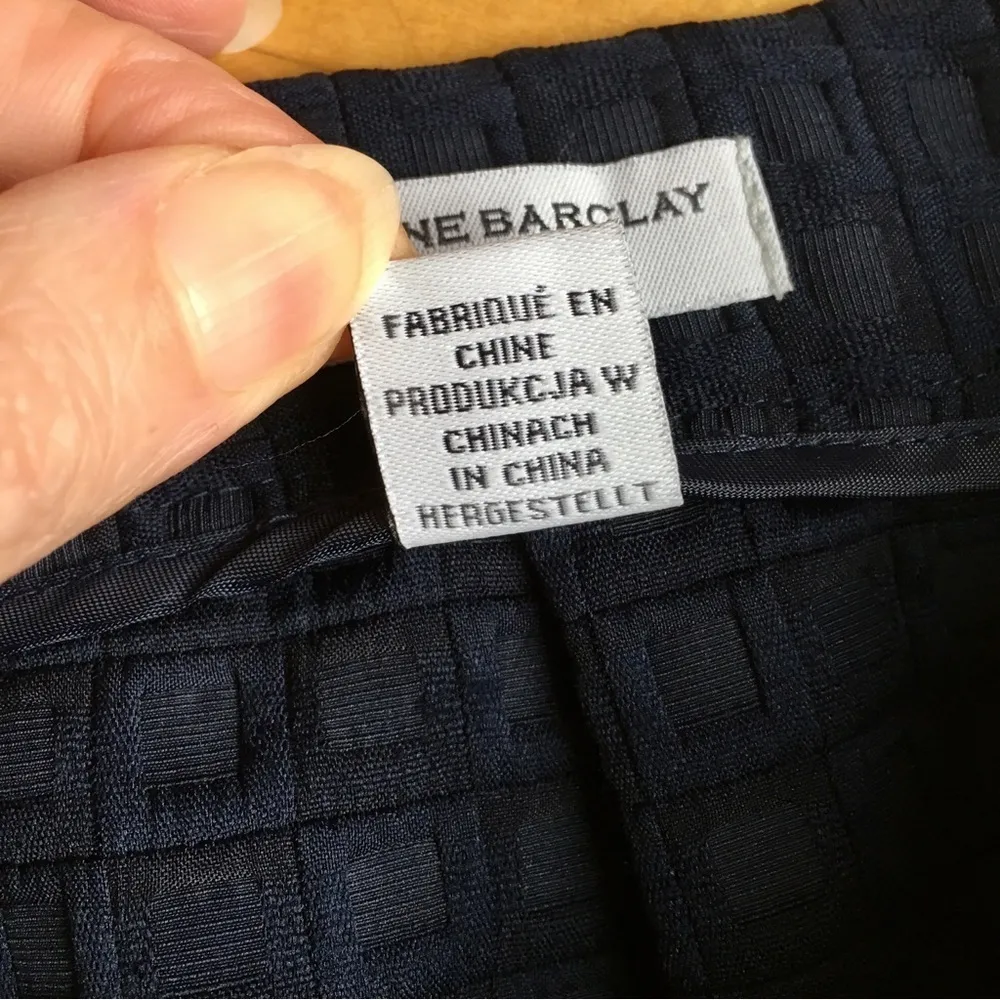 NE BARCLAY
FABRIQUÉ EN
CHINE
PRODUKCJA W
CHINACH
IN CHINA
HERGESTELLT